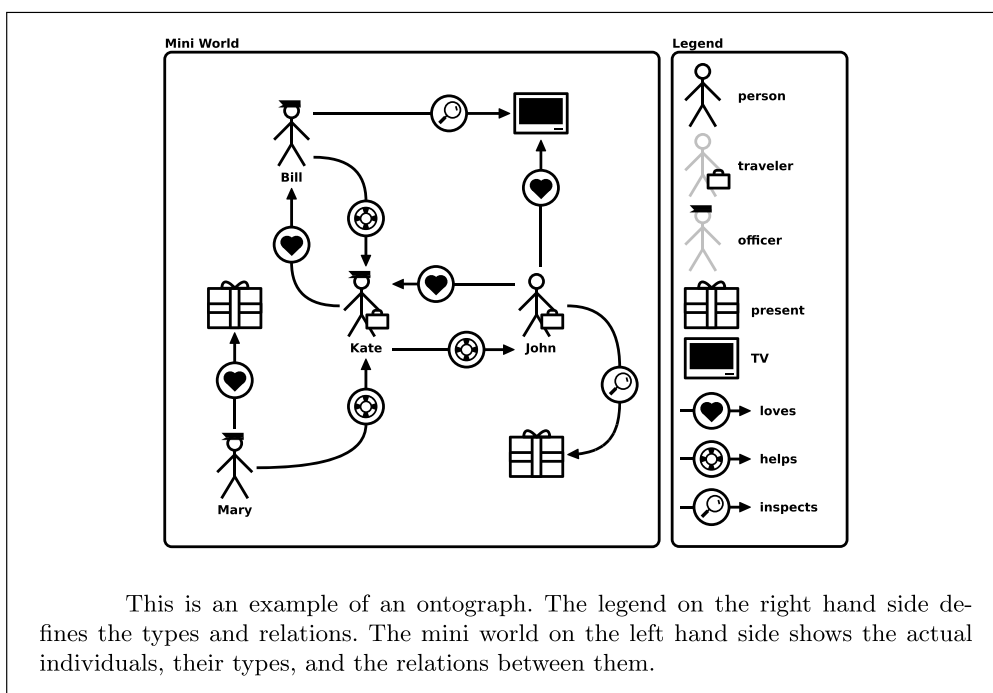 Mini World
Legend
person
traveler
officer
present
TV
loves
helps
inspects
Bill
Kate
John
Mary
This is an example of an ontograph. The legend on the right hand side de-
fines the types and relations. The mini world on the left hand side shows the actual
individuals, their types, and the relations between them.